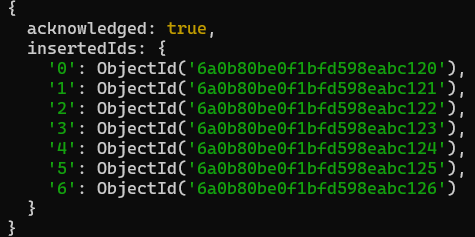 {
  acknowledged: true,
  insertedIds: {
    '0': ObjectId('6a0b80be0f1bfd598eabc120'),
    '1': ObjectId('6a0b80be0f1bfd598eabc121'),
    '2': ObjectId('6a0b80be0f1bfd598eabc122'),
    '3': ObjectId('6a0b80be0f1bfd598eabc123'),
    '4': ObjectId('6a0b80be0f1bfd598eabc124'),
    '5': ObjectId('6a0b80be0f1bfd598eabc125'),
    '6': ObjectId('6a0b80be0f1bfd598eabc126')
  }
}